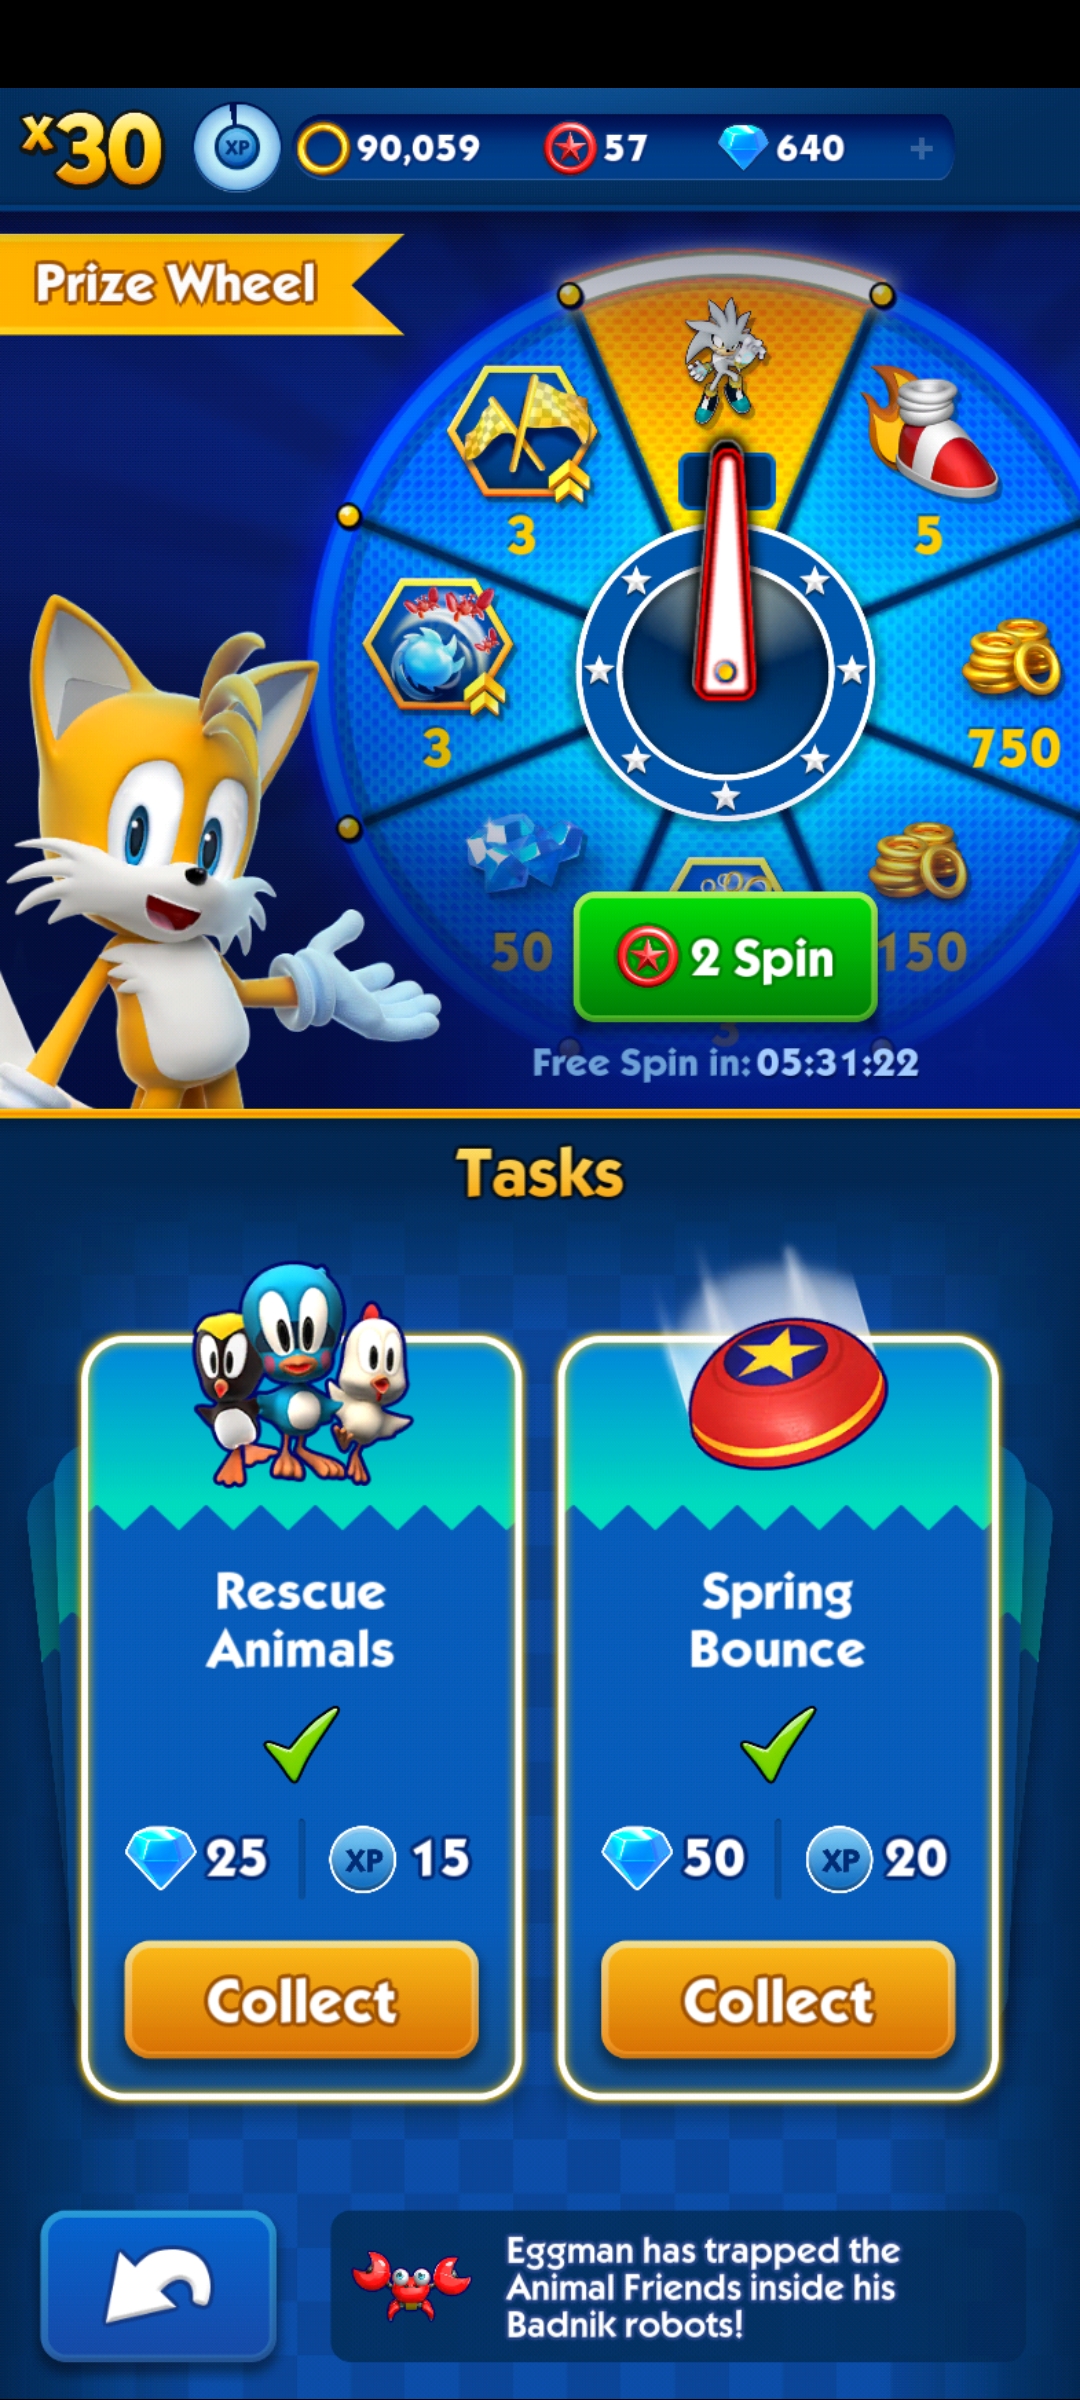 x30
XP
90,059
57
640
+
Prize Wheel
3
5
3
750
50
2 Spin
150
3
Free Spin in: 05:31:22
Tasks
Rescue
Animals
Spring
Bounce
25
XP
15
50
XP
20
Collect
Collect
Eggman has trapped the
Animal Friends inside his
Badnik robots!